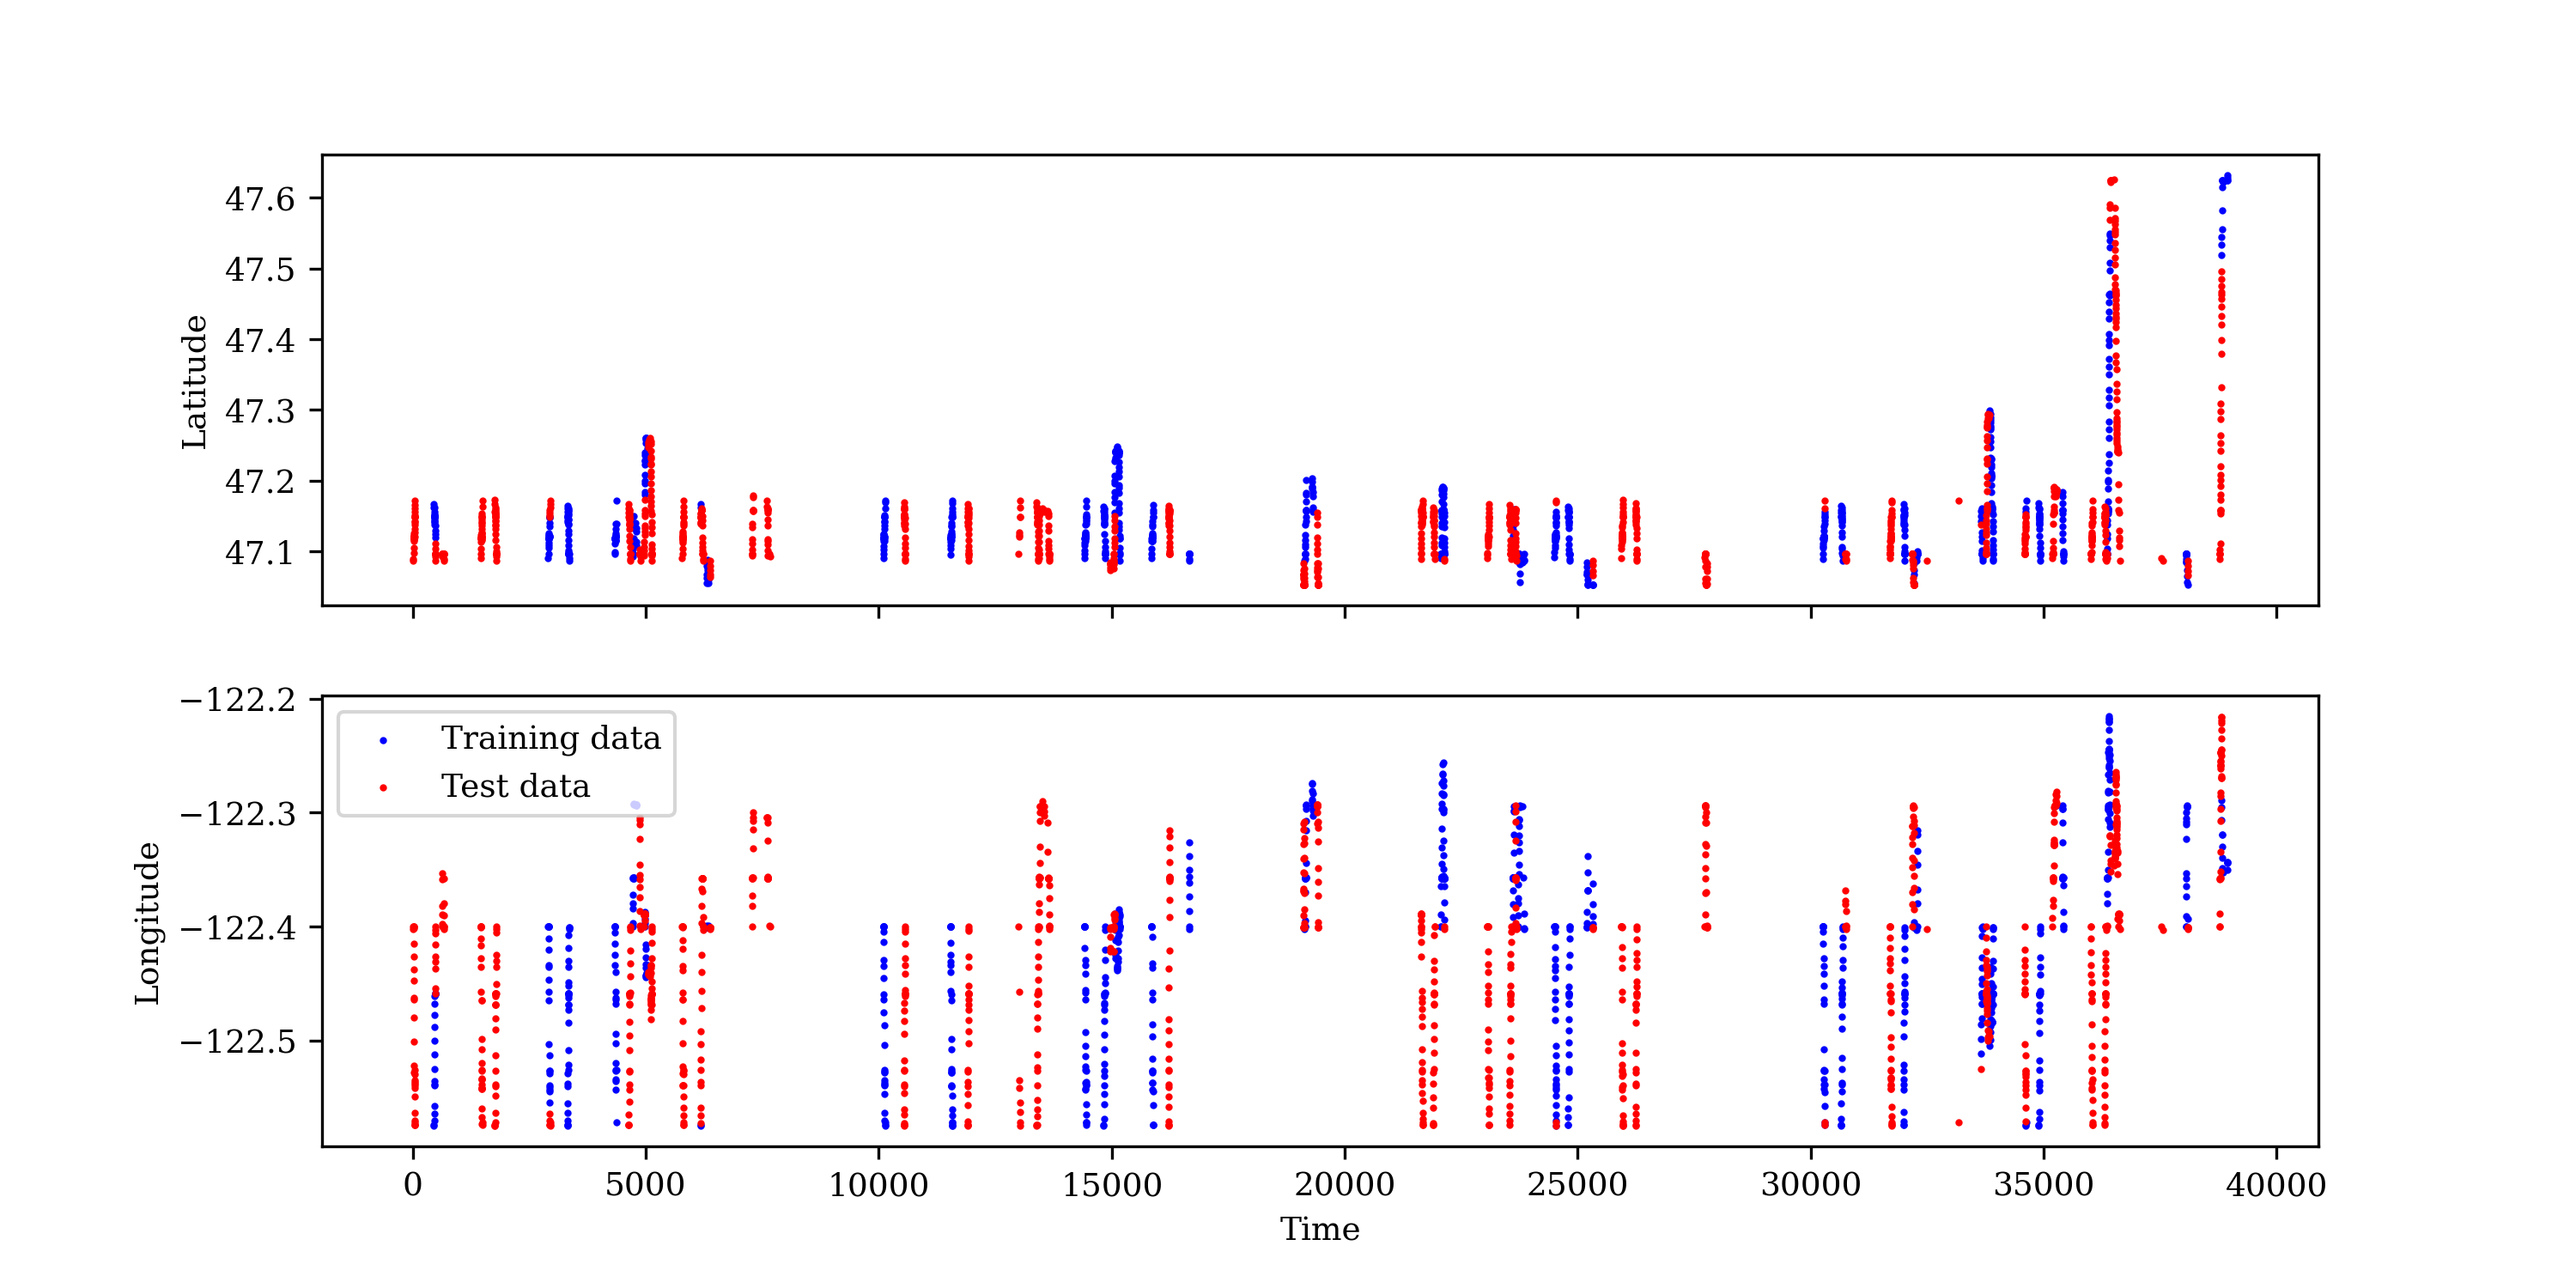 47.6
47.5
47.4
47.3
47.2
47.1
Latitude
−122.2
−122.3
−122.4
−122.5
Longitude
Training data
Test data
0 5000 10000 15000 20000 25000 30000 35000 40000
Time